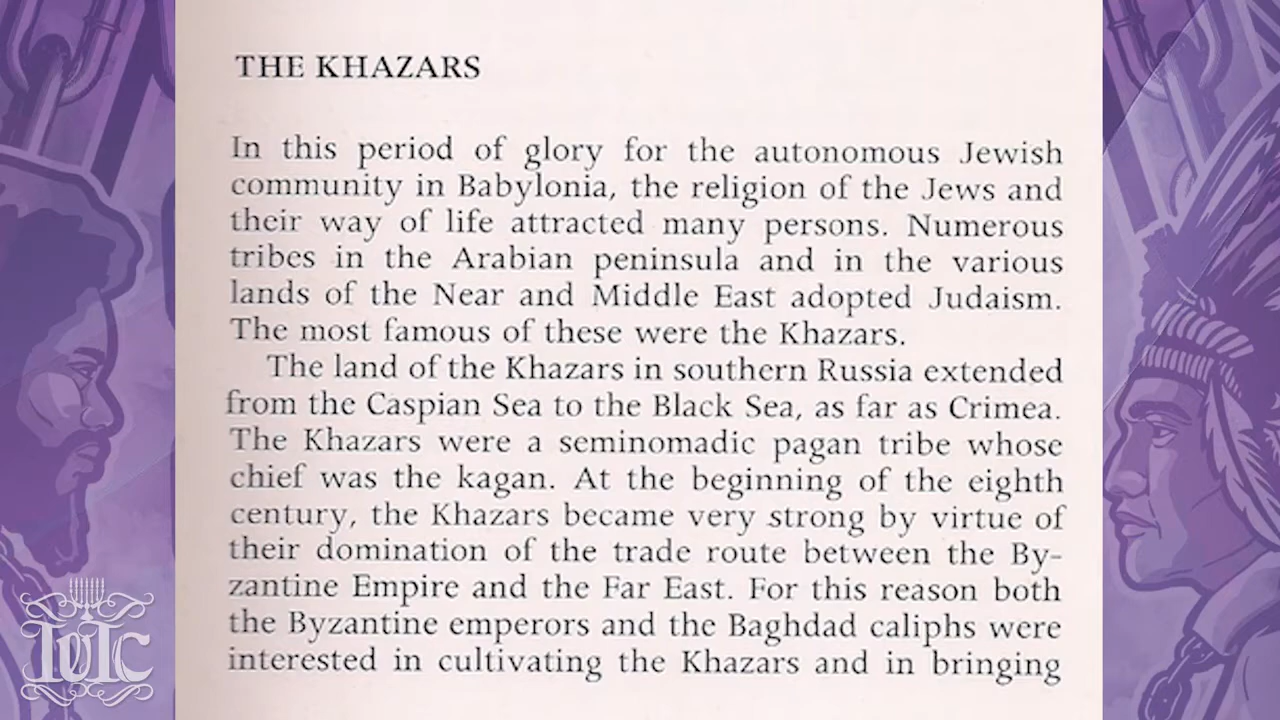 THE KHAZARS
In this period of glory for the autonomous Jewish
community in Babylonia, the religion of the Jews and
their way of life attracted many persons. Numerous
tribes in the Arabian peninsula and in the various
lands of the Near and Middle East adopted Judaism.
The most famous of these were the Khazars.
The land of the Khazars in southern Russia extended
from the Caspian Sea to the Black Sea, as far as Crimea.
The Khazars were a seminomadic pagan tribe whose
chief was the kagan. At the beginning of the eighth
century, the Khazars became very strong by virtue of
their domination of the trade route between the By-
zantine Empire and the Far East. For this reason both
the Byzantine emperors and the Baghdad caliphs were
interested in cultivating the Khazars and in bringing
IUIC